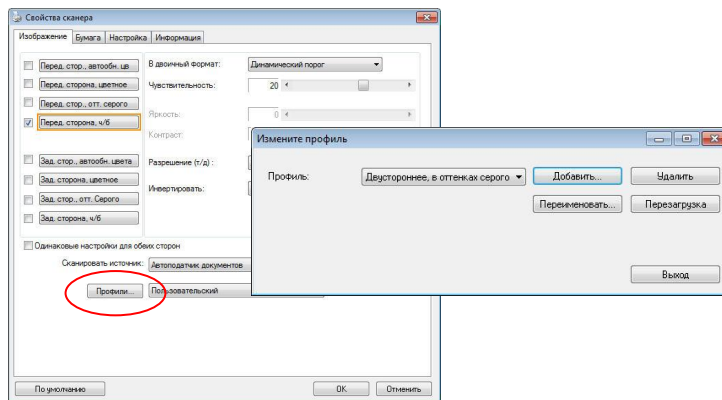 Свойства сканера
Изображение Бумага Настройка Информация
Перед. стор., автообн. цв
В двоичный формат:
Динамический порог
Перед. сторона, цветное
Чувствительность:
20
Перед. стор., отт. серого
Яркость:
0
Перед. сторона, ч/б
Контраст:
Зад. стор., автообн. цвета
Разрешение (т/д) :
Зад. сторона, цветное
Инвертировать:
Зад. стор., отт. Серого
Зад. сторона, ч/б
Одинаковые настройки для обеих сторон
Сканировать источник:
Автоподатчик документов
Профили...
Пользовательский
По умолчанию
OK
Отменить
Измените профиль
Профиль:
Двустороннее, в оттенках серого
Добавить...
Удалить
Переименовать...
Перезагрузка
Выход